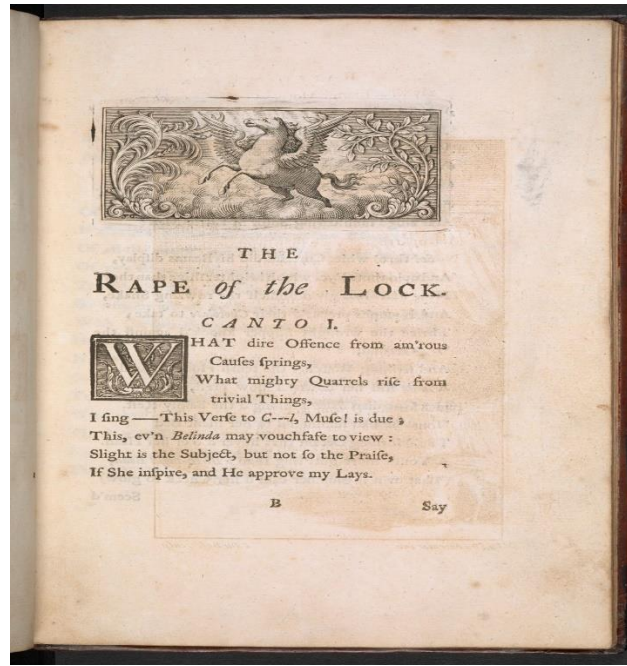 THE
RAPE of the LOCK.
CANTO I.
WHAT dire Offence from am'rous
Cauſes ſprings,
What mighty Quarrels riſe from
trivial Things,
I ſing —— This Verſe to C---l, Muſe! is due;
This, ev'n Belinda may vouchſafe to view:
Slight is the Subject, but not ſo the Praiſe,
If She inſpire, and He approve my Lays.
B Say